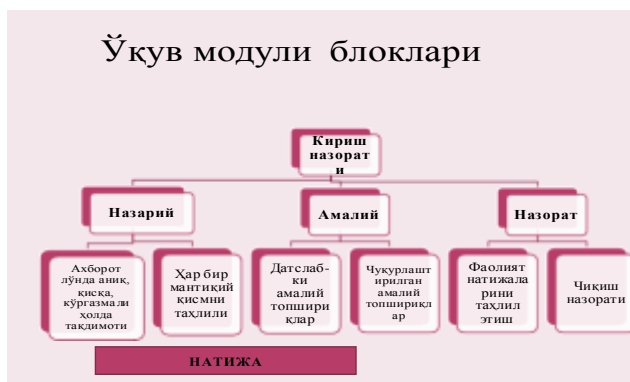 Ўқув модули блоклари
Кириш
назорат
и
Назарий
Амалий
Назорат
Ахборот
лўнда аниқ,
қисқа,
кўргазмали
ҳолда
тақдимоти
Ҳар бир
мантиқий
қисмни
таҳлили
Датслаб-
ки
амалий
топшири
қлар
Чуқурлашт
ирилган
амалий
топшириқл
ар
Фаолият
натижала
рини
таҳлил
этиш
Чиқиш
назорати
НАТИЖА